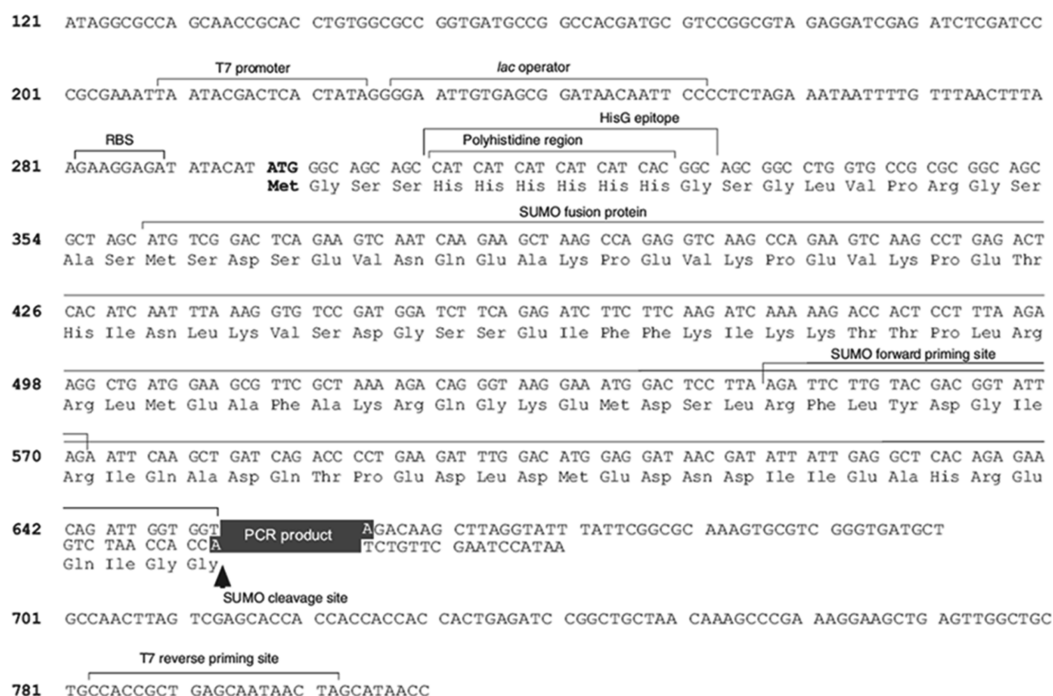 121 ATAGGCGCCA GCAACCGCAC CTGTGGCGCC GGTGATGCCG GCCACGATGC GTCCGGCGTA GAGGATCGAG ATCTCGATCC
T7 promoter lac operator
201 CGCGAAATTA ATACGACTCA CTATAGGGGA ATTGTGAGCG GATAACAATT CCCCTCTAGA AATAATTTTG TTTAACTTTA
HisG epitope
RBS Polyhistidine region
281 AGAAGGAGAT ATACAT ATG GGC AGC AGC CAT CAT CAT CAT CAT CAC GGC AGC GGC CTG GTG CCG CGC GGC AGC
Met Gly Ser Ser His His His His His His Gly Ser Gly Leu Val Pro Arg Gly Ser
SUMO fusion protein
354 GCT AGC ATG TCG GAC TCA GAA GTC AAT CAA GAA GCT AAG CCA GAG GTC AAG CCA GAA GTC AAG CCT GAG ACT
Ala Ser Met Ser Asp Ser Glu Val Asn Gln Glu Ala Lys Pro Glu Val Lys Pro Glu Val Lys Pro Glu Thr
426 CAC ATC AAT TTA AAG GTG TCC GAT GGA TCT TCA GAG ATC TTC TTC AAG ATC AAA AAG ACC ACT CCT TTA AGA
His Ile Asn Leu Lys Val Ser Asp Gly Ser Ser Glu Ile Phe Phe Lys Ile Lys Lys Thr Thr Pro Leu Arg
SUMO forward priming site
498 AGG CTG ATG GAA GCG TTC GCT AAA AGA CAG GGT AAG GAA ATG GAC TCC TTA AGA TTC TTG TAC GAC GGT ATT
Arg Leu Met Glu Ala Phe Ala Lys Arg Gln Gly Lys Glu Met Asp Ser Leu Arg Phe Leu Tyr Asp Gly Ile
570 AGA ATT CAA GCT GAT CAG ACC CCT GAA GAT TTG GAC ATG GAG GAT AAC GAT ATT ATT GAG GCT CAC AGA GAA
Arg Ile Gln Ala Asp Gln Thr Pro Glu Asp Leu Asp Met Glu Asp Asn Asp Ile Ile Glu Ala His Arg Glu
642 CAG ATT GGT GGT PCR product AGACAAG CTTAGGTATT TATTCGGCGC AAAGTGCGTC GGGTGATGCT
GTC TAA CCA CCA TCTGTTC GAATCCATAA
Gln Ile Gly Gly
SUMO cleavage site
701 GCCAACTTAG TCGAGCACCA CCACCACCAC CACTGAGATC CGGCTGCTAA CAAAGCCCGA AAGGAAGCTG AGTTGGCTGC
T7 reverse priming site
781 TGCCACCGCT GAGCAATAAC TAGCATAACC